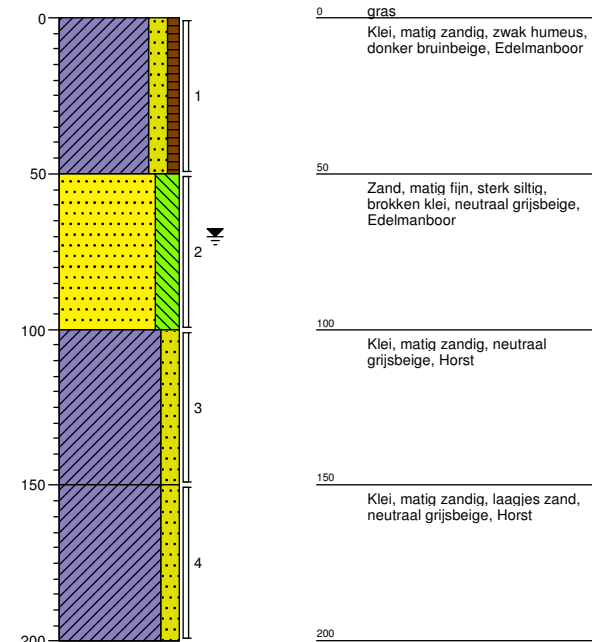 0
50
100
150
200
1
2
3
4
0
gras
Klei, matig zandig, zwak humeus,
donker bruinbeige, Edelmanboor
50
Zand, matig fijn, sterk siltig,
brokken klei, neutraal grijsbeige,
Edelmanboor
100
Klei, matig zandig, neutraal
grijsbeige, Horst
150
Klei, matig zandig, laagjes zand,
neutraal grijsbeige, Horst
200